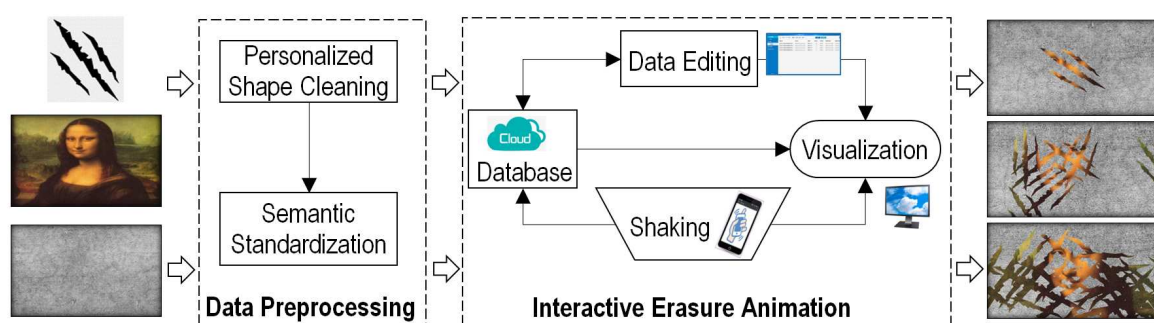 Personalized
Shape Cleaning
Semantic
Standardization
Data Preprocessing
Data Editing
Cloud
Database
Visualization
Shaking
Interactive Erasure Animation